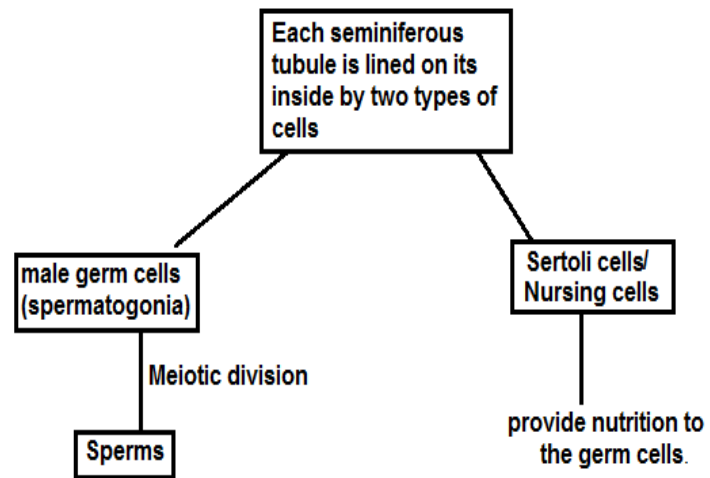 Each seminiferous
tubule is lined on its
inside by two types of
cells
male germ cells
(spermatogonia)
Sertoli cells/
Nursing cells
Meiotic division
Sperms
provide nutrition to
the germ cells.